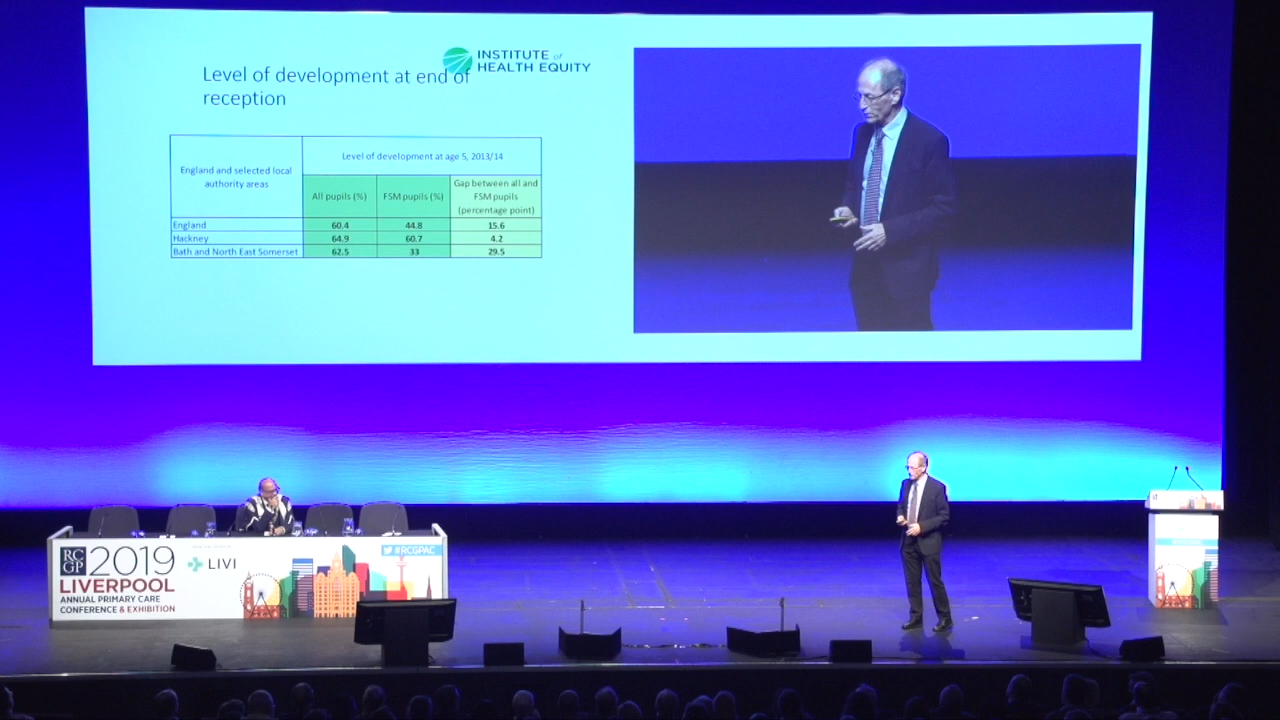 INSTITUTE of
HEALTH EQUITY
Level of development at end of
reception
England and selected local
authority areas
Level of development at age 5, 2013/14
All pupils (%)
FSM pupils (%)
Gap between all and
FSM pupils
(percentage point)
England 60.4 44.8 15.6
Hackney 64.9 60.7 4.2
Bath and North East Somerset 62.5 33 29.5
RC
GP
2019
LIVERPOOL
ANNUAL PRIMARY CARE
CONFERENCE & EXHIBITION
LIVI
#RCGPAC